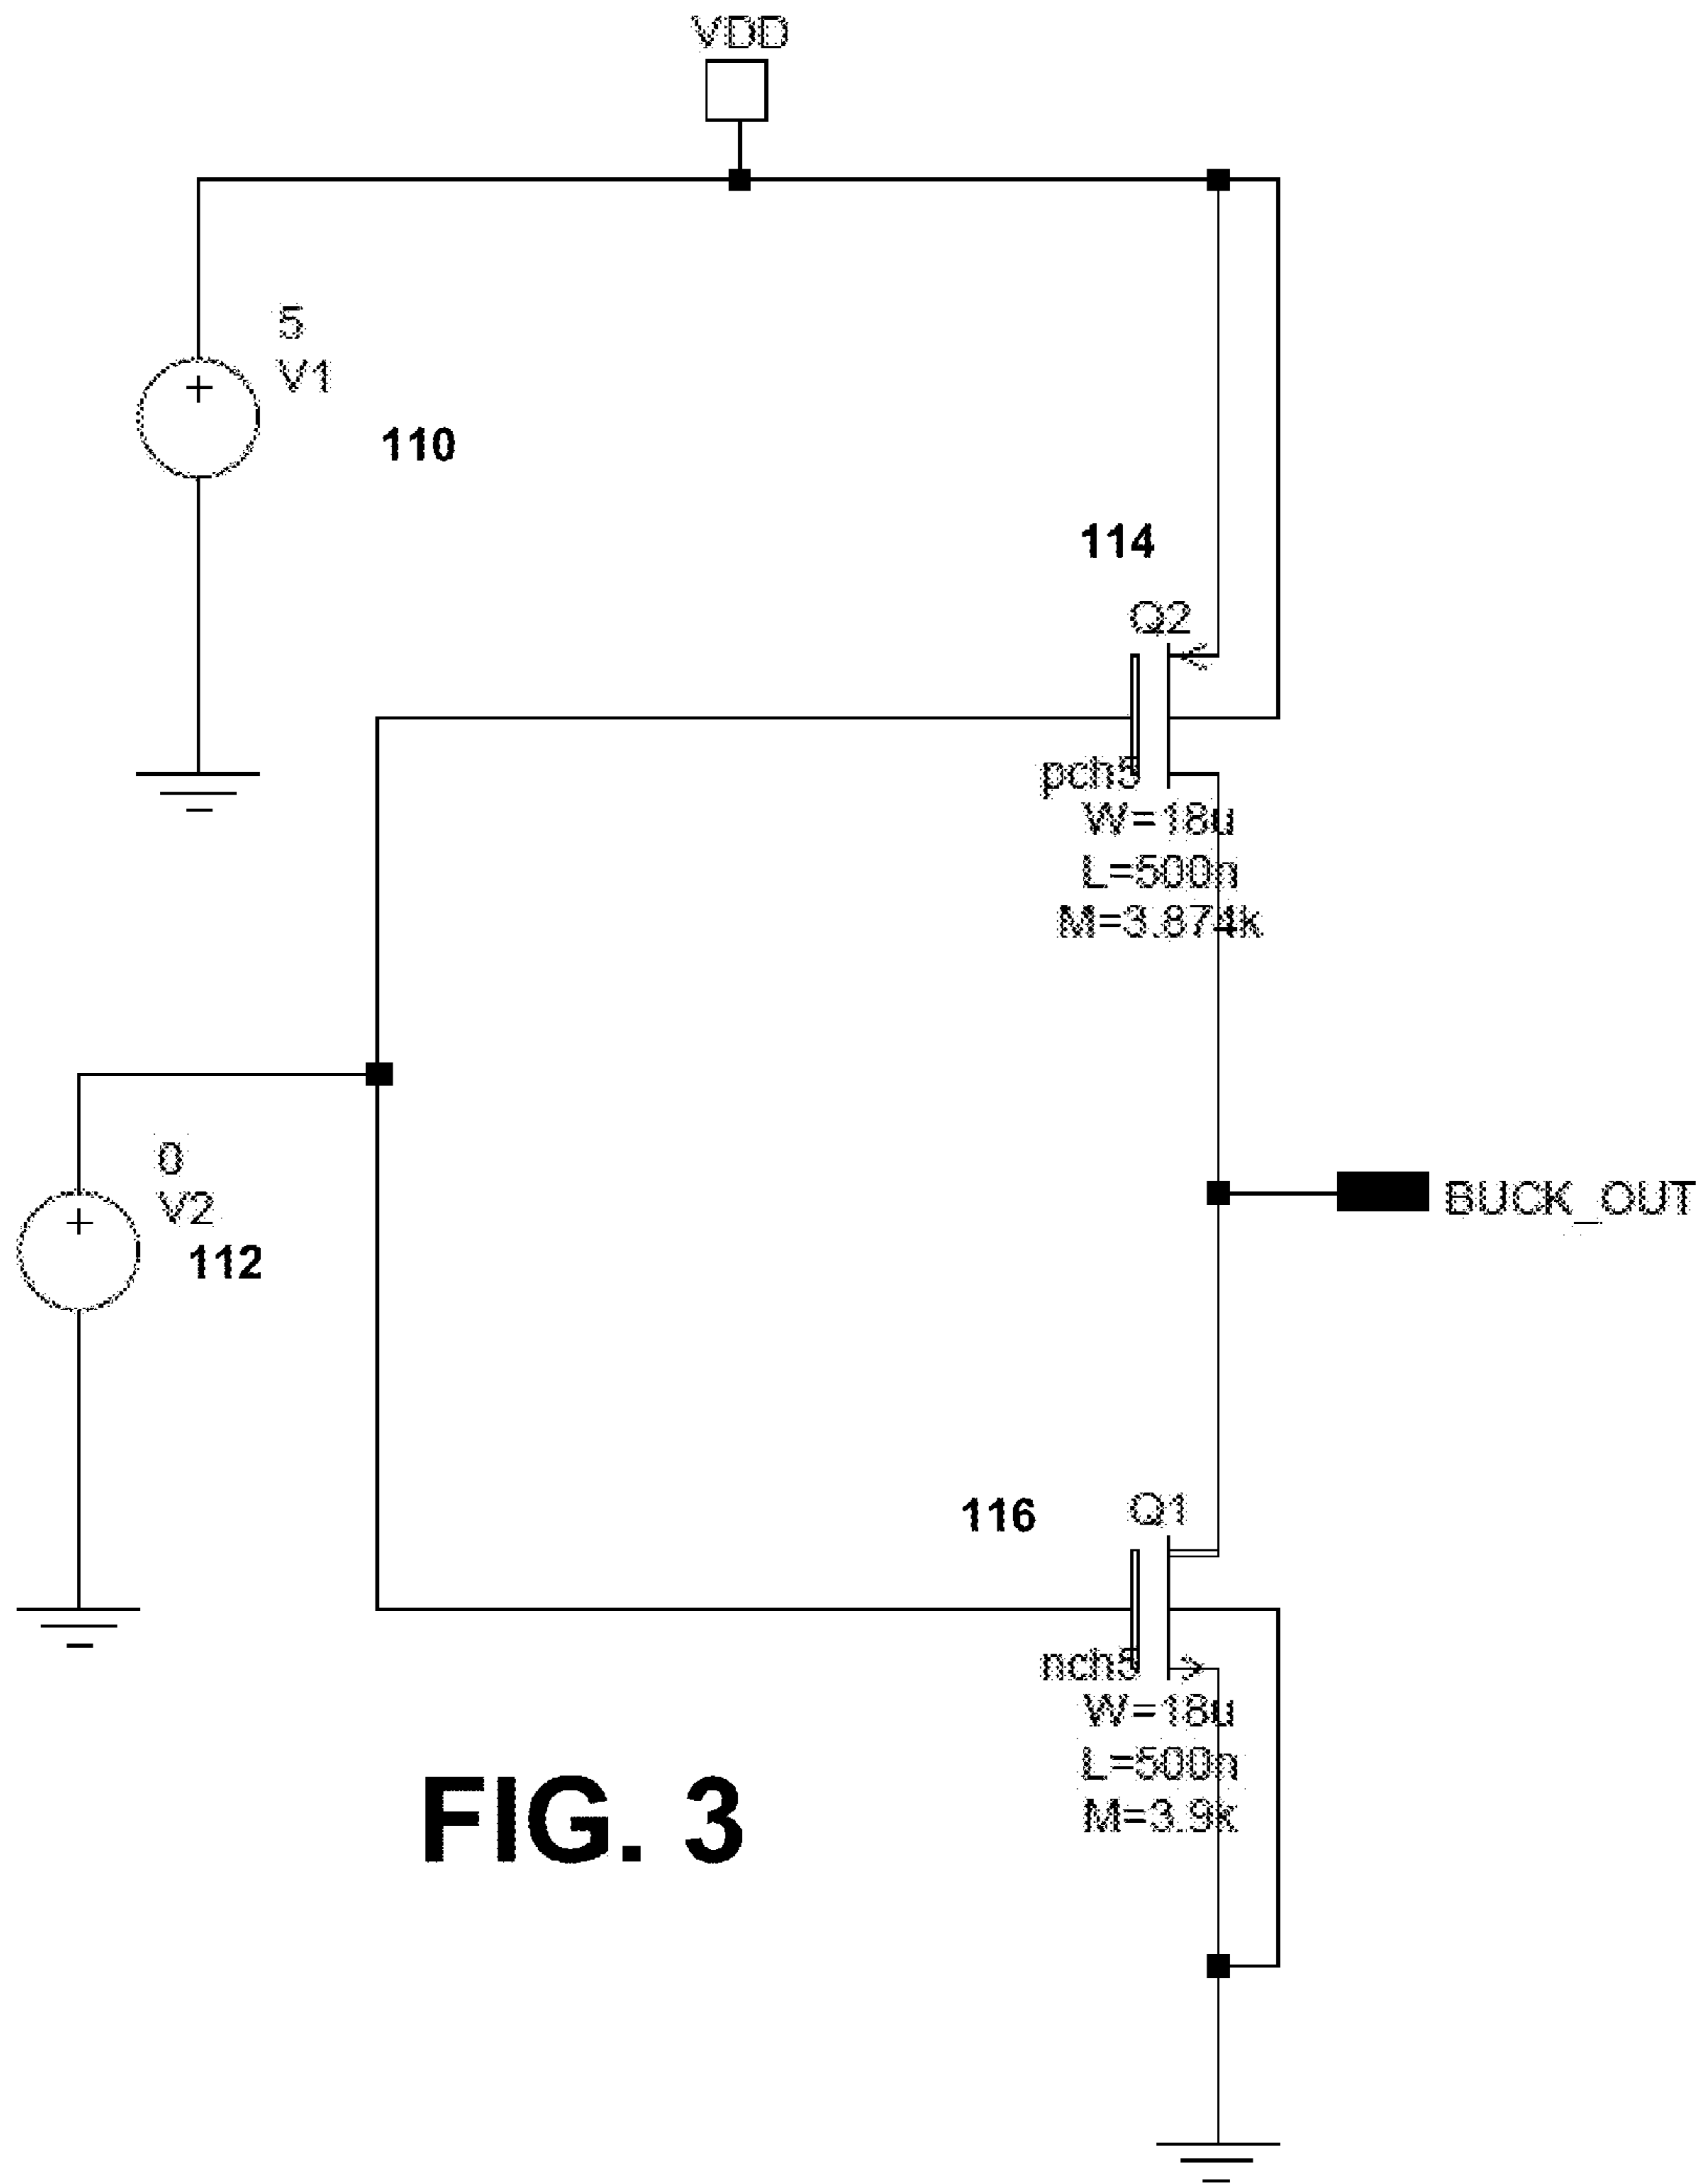 VDD
5
V1
110
114
Q2
pch5
W=18u
L=500n
M=3.874k
0
V2
112
BUCK_OUT
116
Q1
nch5
W=18u
L=500n
M=3.9k
FIG. 3